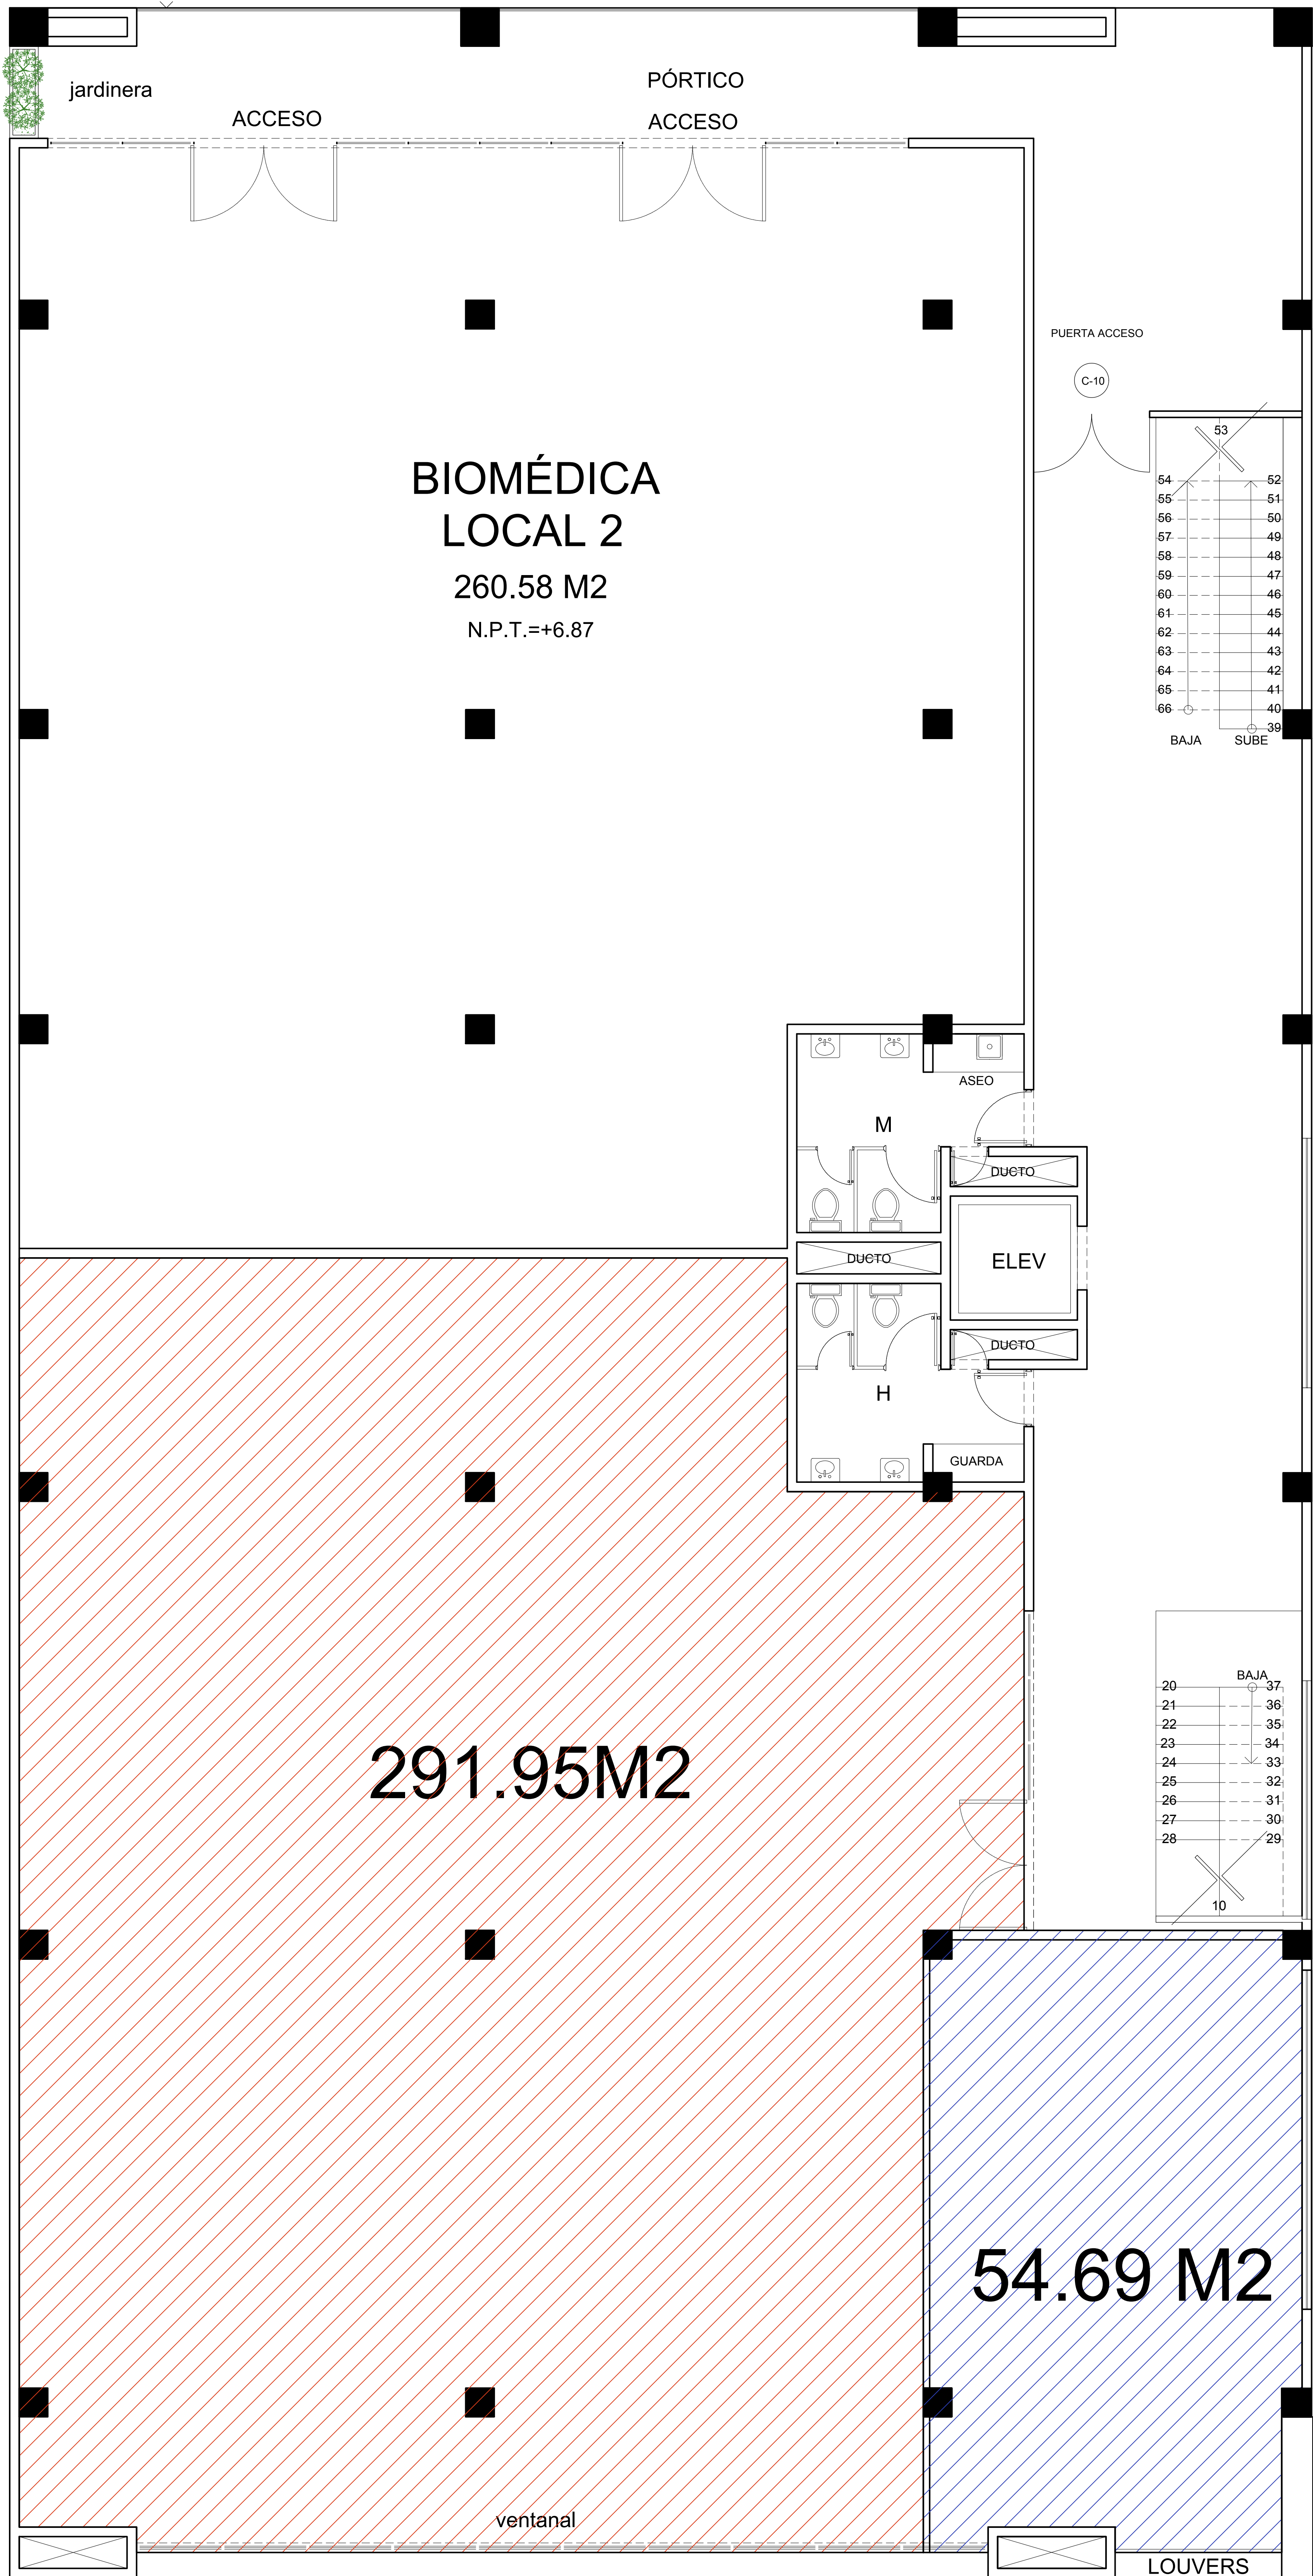 PÓRTICO
jardinera
ACCESO
ACCESO
PUERTA ACCESO
C-10
BIOMÉDICA
LOCAL 2
260.58 M2
N.P.T.=+6.87
53
54 52
55 51
56 50
57 49
58 48
59 47
60 46
61 45
62 44
63 43
64 42
65 41
66 40
39
BAJA SUBE
ASEO
M
DUCTO
DUCTO
ELEV
DUCTO
H
GUARDA
BAJA
20 37
21 36
22 35
23 34
24 33
25 32
26 31
27 30
28 29
10
291.95M2
54.69 M2
ventanal
LOUVERS